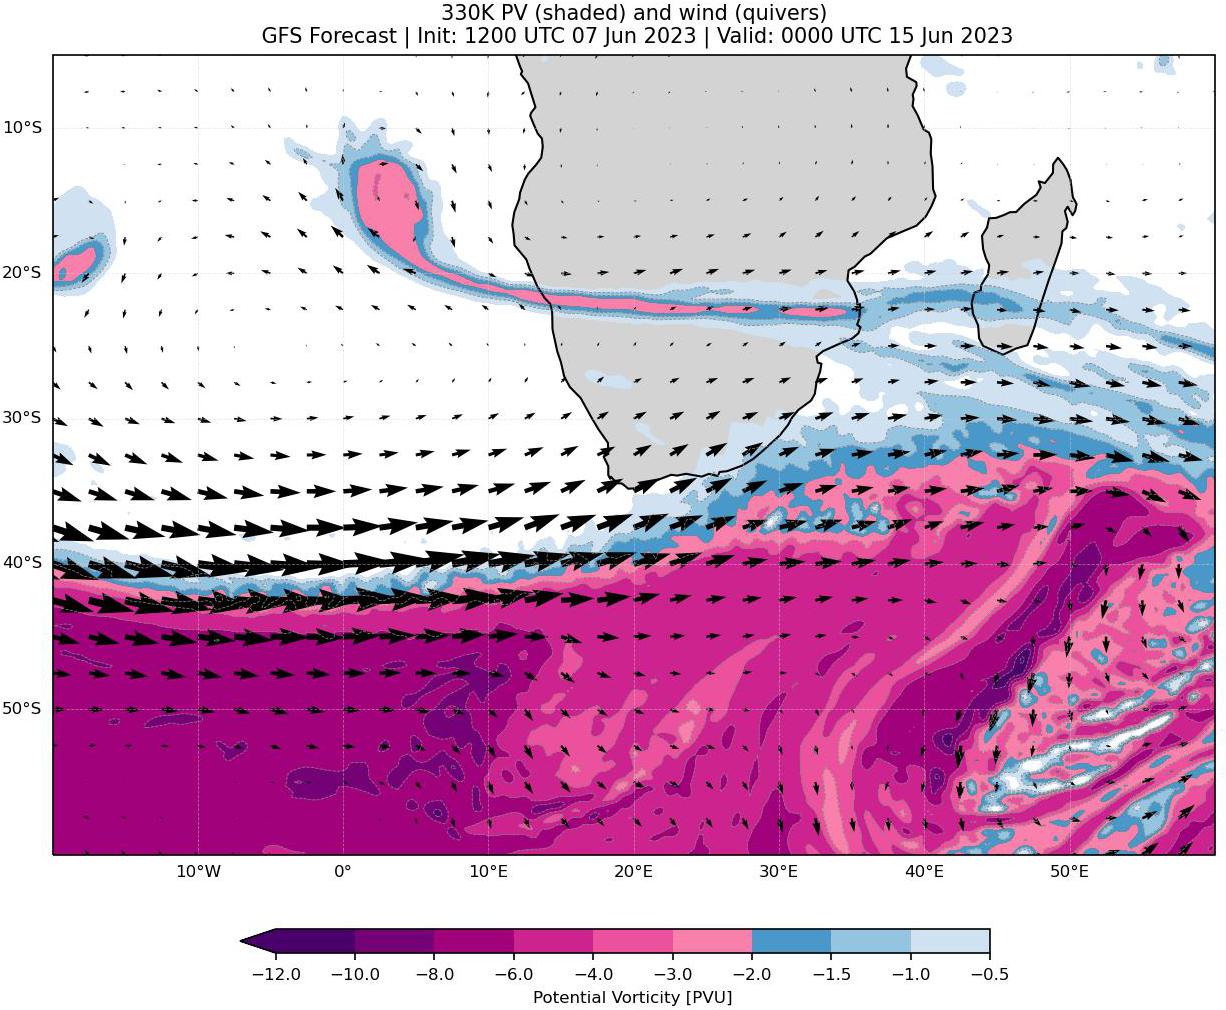 330K PV (shaded) and wind (quivers)
GFS Forecast | Init: 1200 UTC 07 Jun 2023 | Valid: 0000 UTC 15 Jun 2023
10°S
20°S
30°S
40°S
50°S
10°W 0° 10°E 20°E 30°E 40°E 50°E
−12.0 −10.0 −8.0 −6.0 −4.0 −3.0 −2.0 −1.5 −1.0 −0.5
Potential Vorticity [PVU]